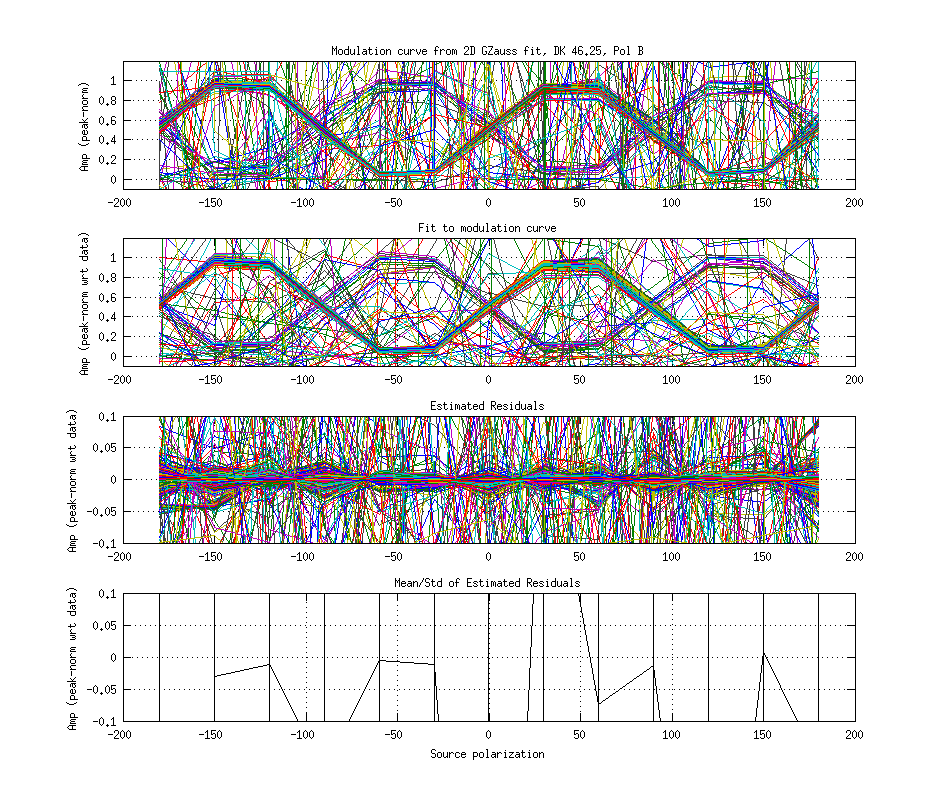 Modulation curve from 2D GZauss fit, DK 46.25, Pol B
Amp (peak-norm)
1
0.8
0.6
0.4
0.2
0
-200 -150 -100 -50 0 50 100 150 200
Fit to modulation curve
Amp (peak-norm wrt data)
1
0.8
0.6
0.4
0.2
0
-200 -150 -100 -50 0 50 100 150 200
Estimated Residuals
Amp (peak-norm wrt data)
0.1
0.05
0
-0.05
-0.1
-200 -150 -100 -50 0 50 100 150 200
Mean/Std of Estimated Residuals
Amp (peak-norm wrt data)
0.1
0.05
0
-0.05
-0.1
-200 -150 -100 -50 0 50 100 150 200
Source polarization